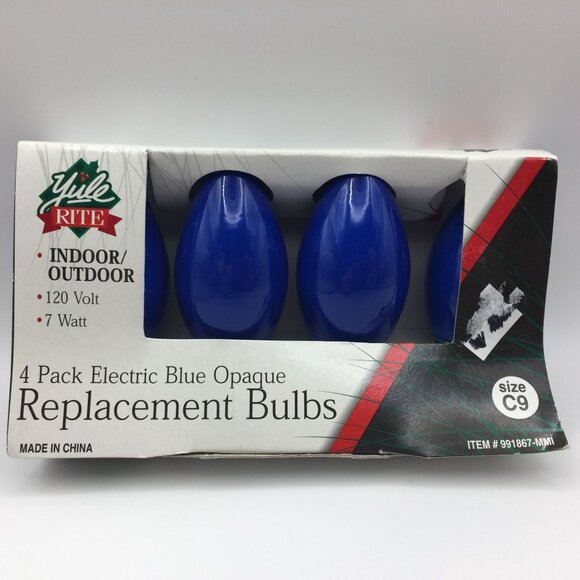 Yule
RITE
• INDOOR/
OUTDOOR
• 120 Volt
• 7 Watt
4 Pack Electric Blue Opaque
Replacement Bulbs
size
C9
MADE IN CHINA
ITEM # 991867-MMI